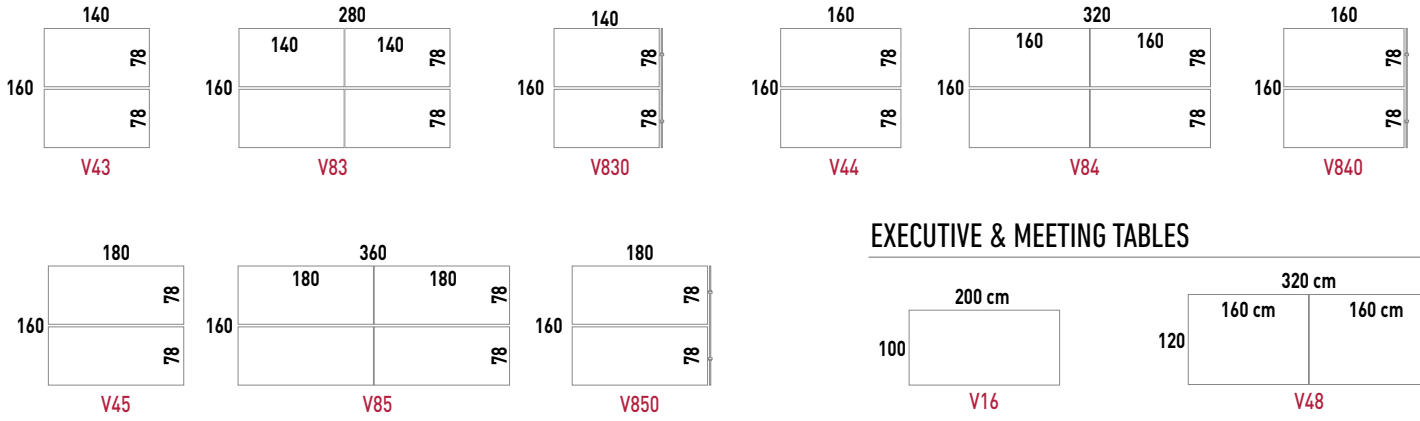 140 280 140 160 320 160
140 140 160 160
78 78 78 78 78 78
160 160 160 160 160 160
78 78 78 78 78 78
V43 V83 V830 V44 V84 V840
EXECUTIVE & MEETING TABLES
180 360 180
180 180
78 78 78
160 160 160
78 78 78
V45 V85 V850
200 cm 320 cm
160 cm 160 cm
100 120
V16 V48